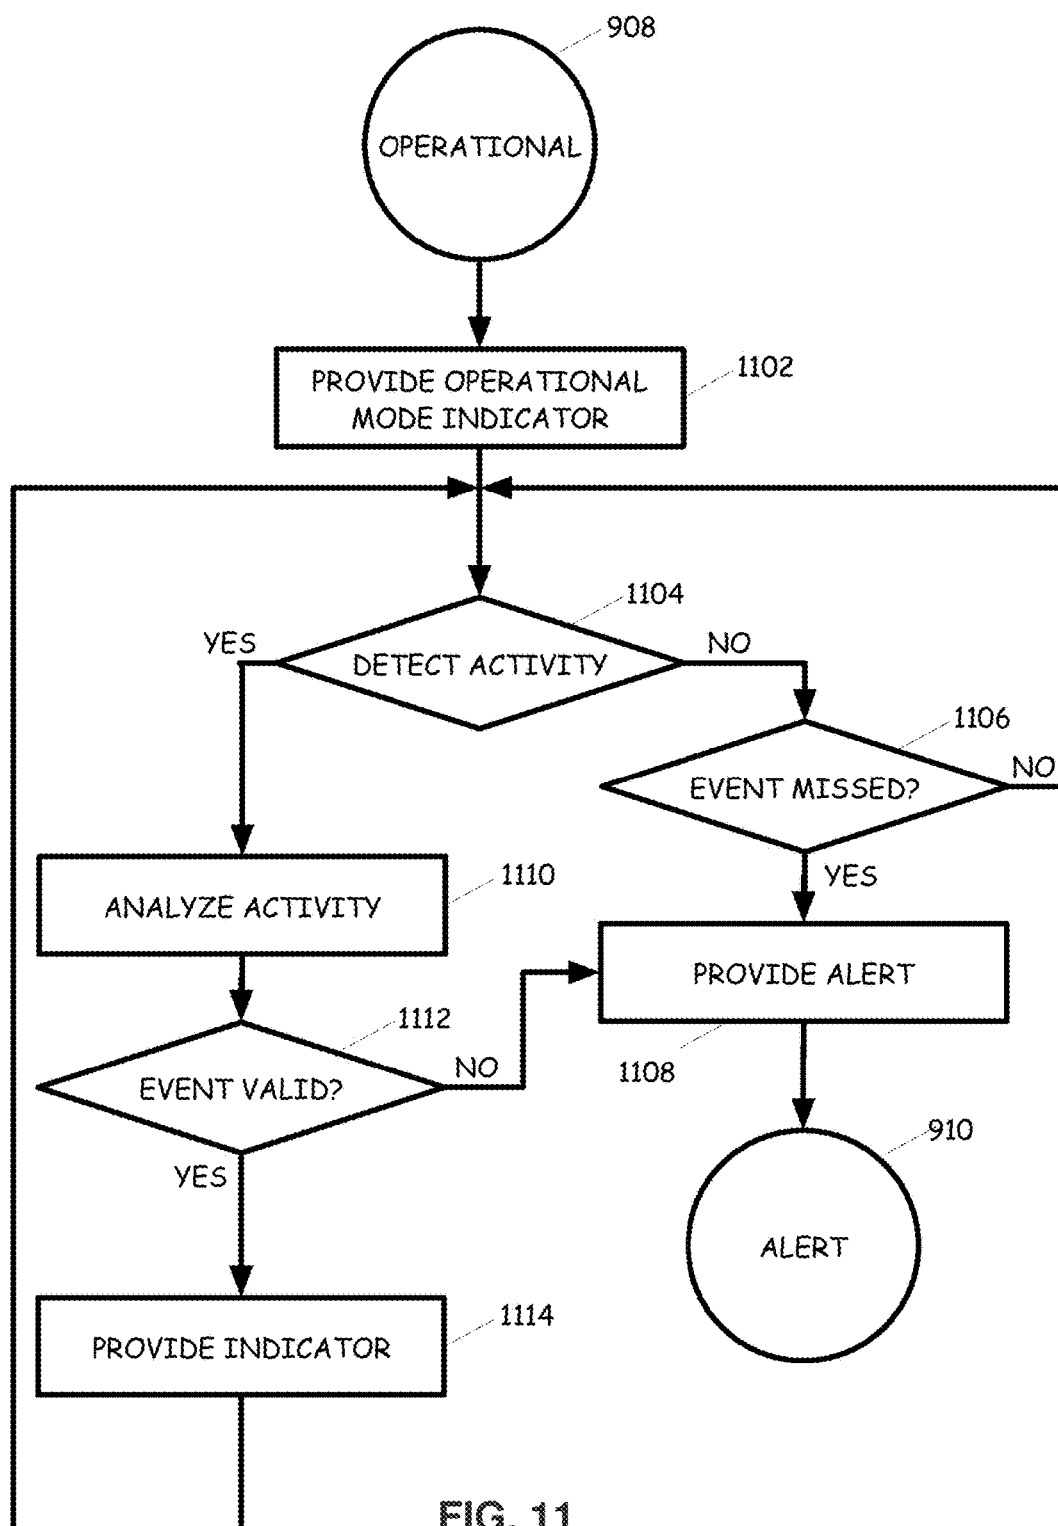 908
OPERATIONAL
PROVIDE OPERATIONAL
MODE INDICATOR
1102
1104
YES
DETECT ACTIVITY
NO
1106
EVENT MISSED?
NO
YES
ANALYZE ACTIVITY
1110
PROVIDE ALERT
1108
1112
EVENT VALID?
NO
YES
910
ALERT
PROVIDE INDICATOR
1114
FIG. 11